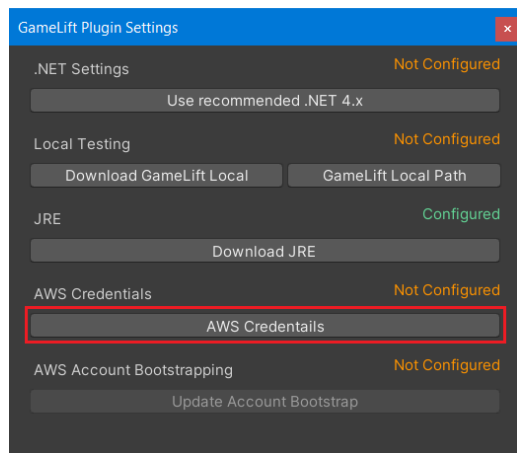 GameLift Plugin Settings
.NET Settings Not Configured
Use recommended .NET 4.x
Local Testing Not Configured
Download GameLift Local GameLift Local Path
JRE Configured
Download JRE
AWS Credentials Not Configured
AWS Credentails
AWS Account Bootstrapping Not Configured
Update Account Bootstrap